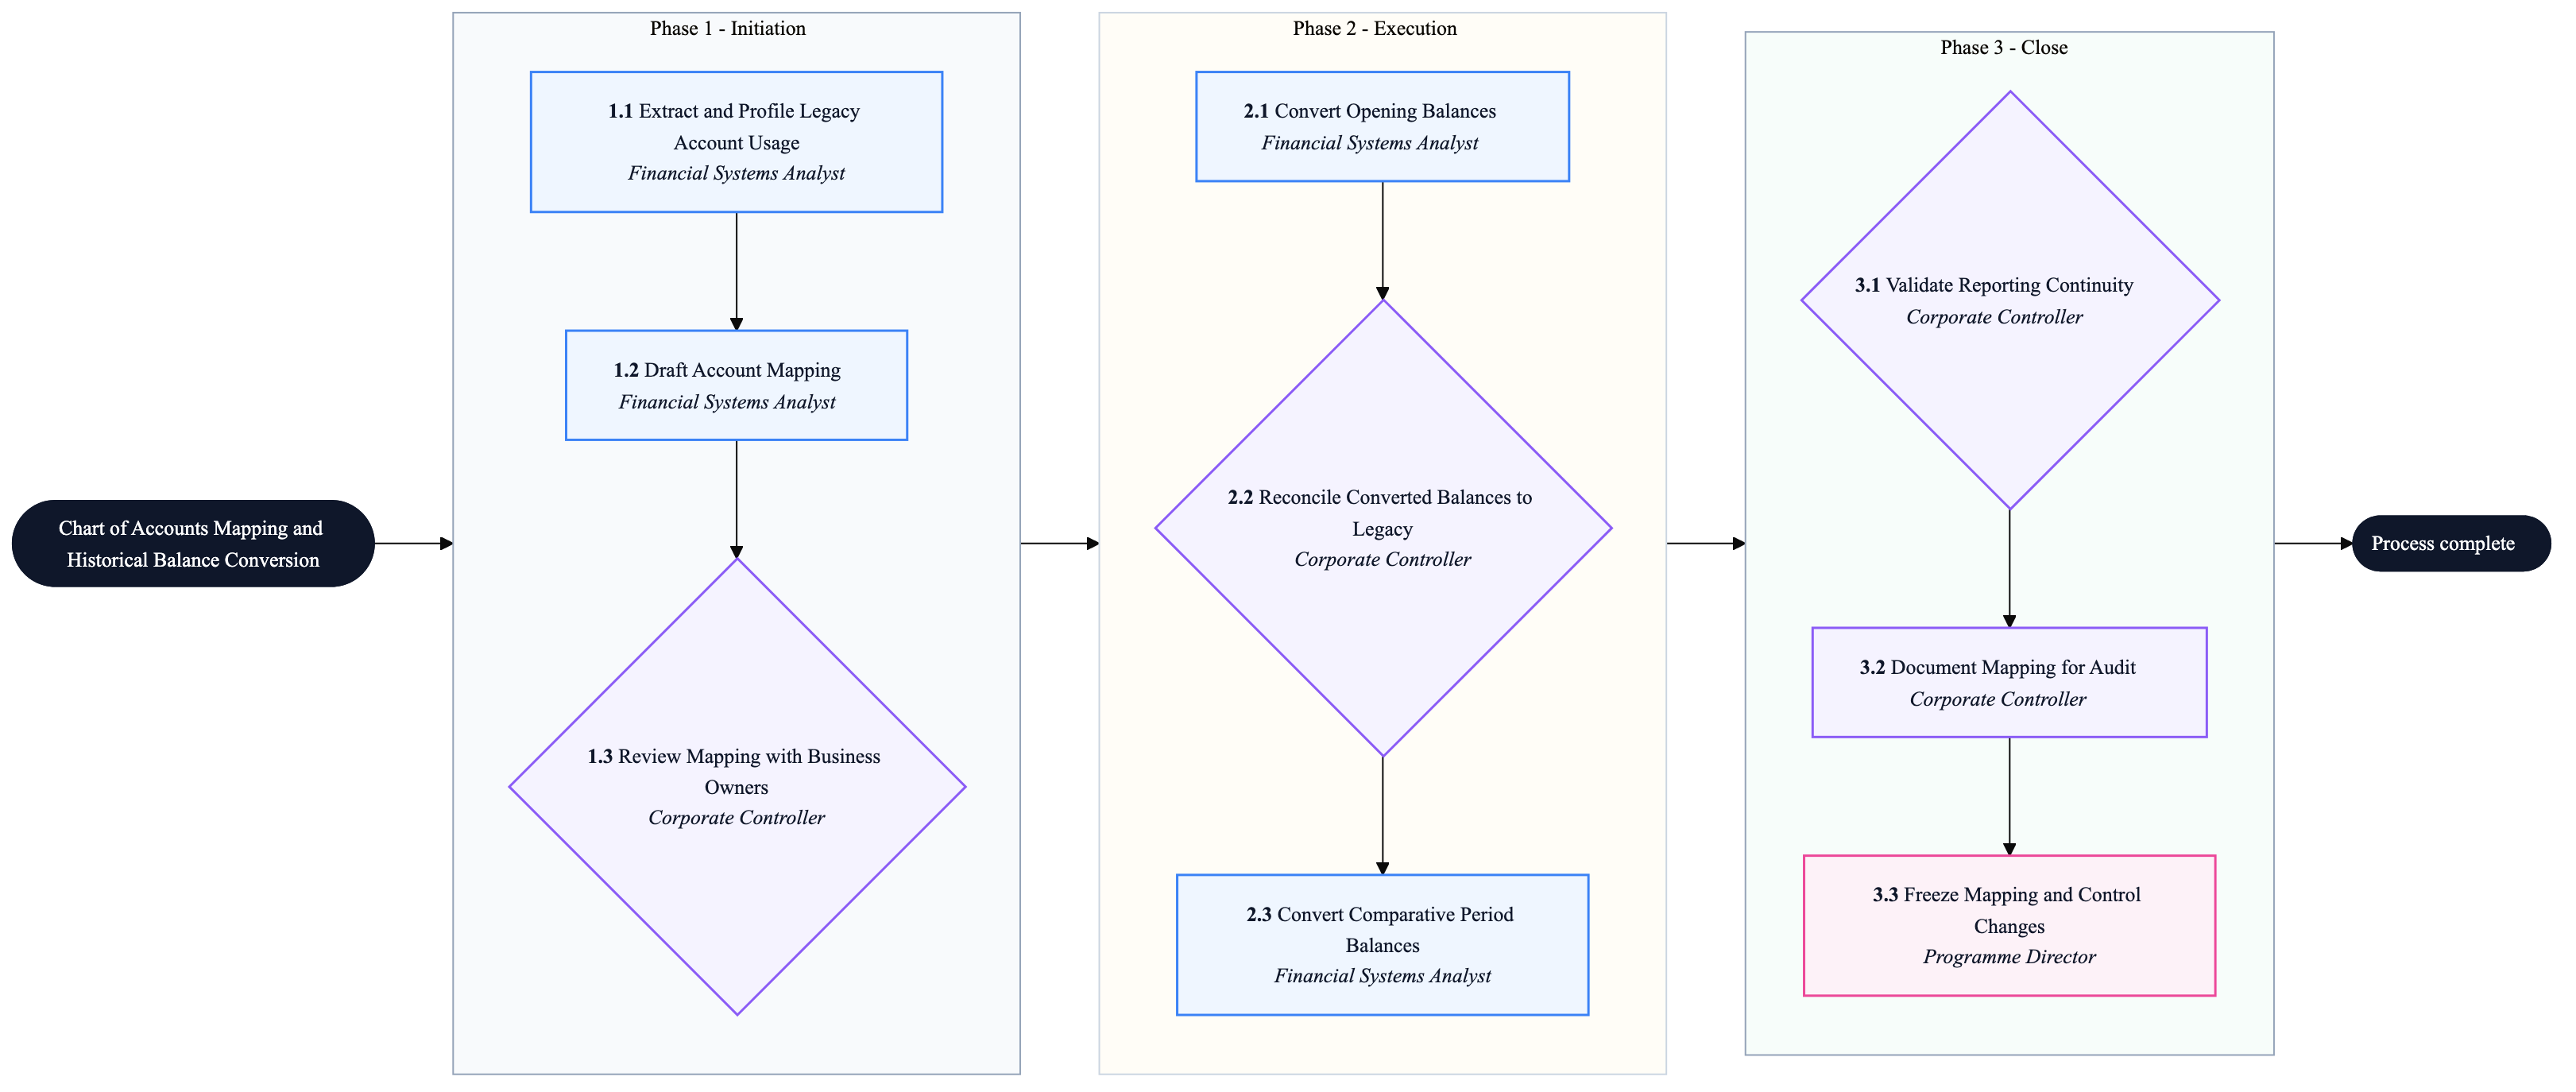 Chart of Accounts Mapping and
Historical Balance Conversion
Phase 1 - Initiation
1.1 Extract and Profile Legacy
Account Usage
Financial Systems Analyst
1.2 Draft Account Mapping
Financial Systems Analyst
1.3 Review Mapping with Business
Owners
Corporate Controller
Phase 2 - Execution
2.1 Convert Opening Balances
Financial Systems Analyst
2.2 Reconcile Converted Balances to
Legacy
Corporate Controller
2.3 Convert Comparative Period
Balances
Financial Systems Analyst
Phase 3 - Close
3.1 Validate Reporting Continuity
Corporate Controller
3.2 Document Mapping for Audit
Corporate Controller
3.3 Freeze Mapping and Control
Changes
Programme Director
Process complete